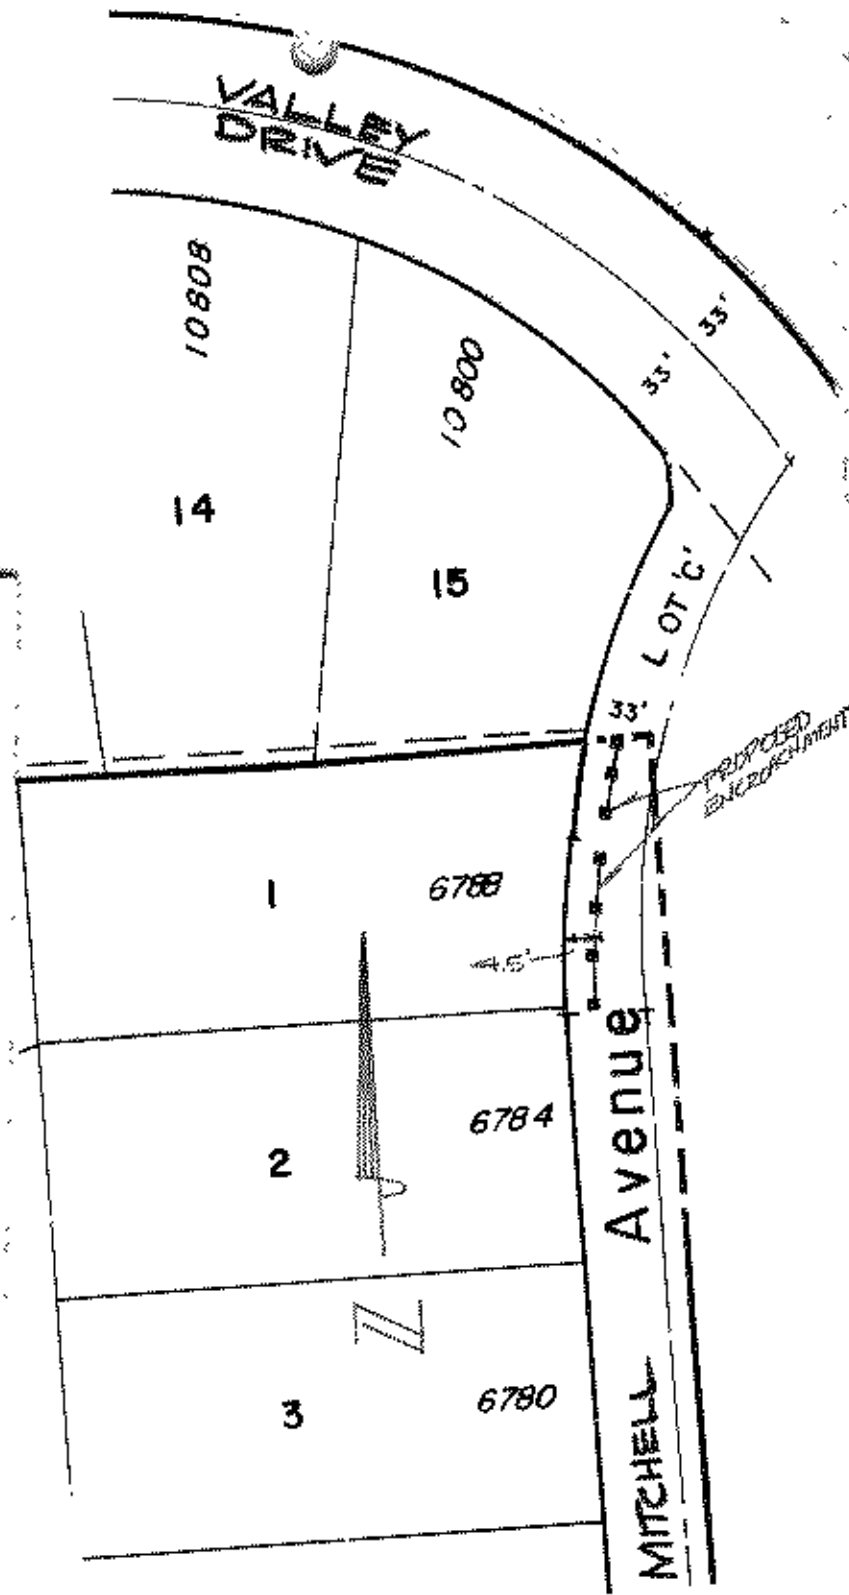 VALLEY
DRIVE
10808
10800
33'
33'
14
15
LOT 'C'
33'
PROPOSED
ENCROACHMENT
1
6788
4.5'
2
6784
3
6780
MITCHELL Avenue